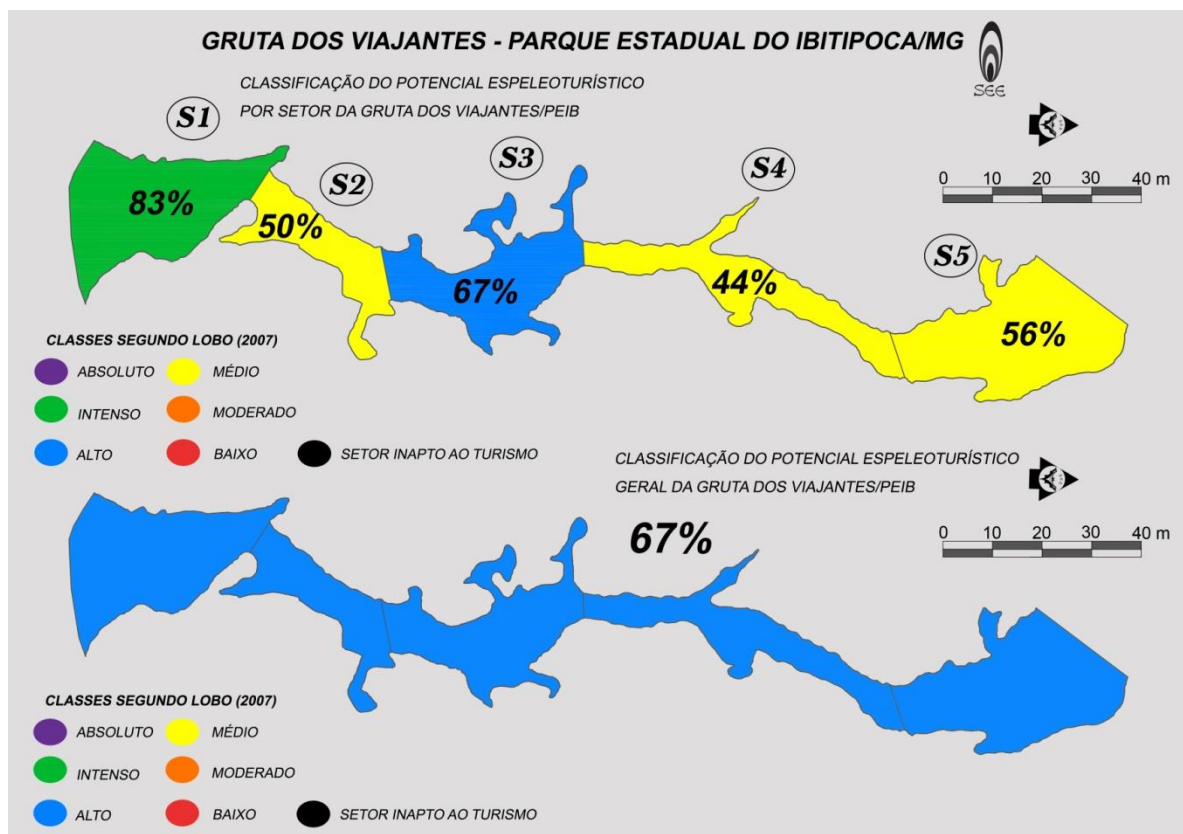 GRUTA DOS VIAJANTES - PARQUE ESTADUAL DO IBITIPOCA/MG
SEE
CLASSIFICAÇÃO DO POTENCIAL ESPELEOTURÍSTICO
POR SETOR DA GRUTA DOS VIAJANTES/PEIB
S1
S2
S3
S4
S5
0 10 20 30 40 m
83%
50%
67%
44%
56%
CLASSES SEGUNDO LOBO (2007)
ABSOLUTO MÉDIO
INTENSO MODERADO
ALTO BAIXO SETOR INAPTO AO TURISMO
CLASSIFICAÇÃO DO POTENCIAL ESPELEOTURÍSTICO
GERAL DA GRUTA DOS VIAJANTES/PEIB
67%
0 10 20 30 40 m
CLASSES SEGUNDO LOBO (2007)
ABSOLUTO MÉDIO
INTENSO MODERADO
ALTO BAIXO SETOR INAPTO AO TURISMO